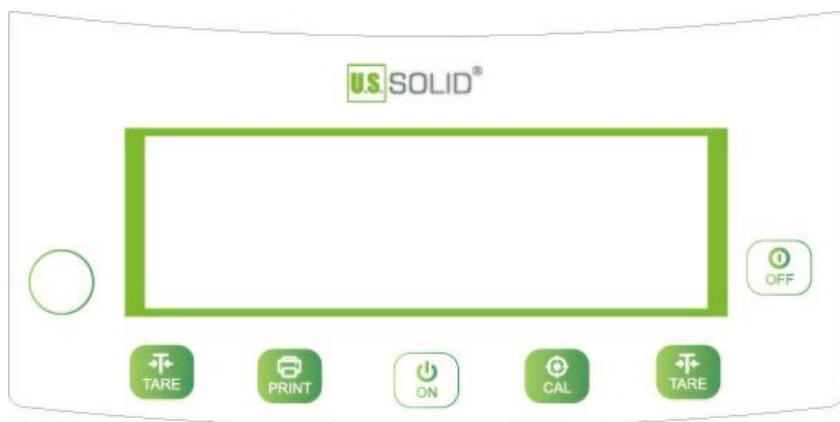 U.S. SOLID®
OFF
TARE
PRINT
ON
CAL
TARE